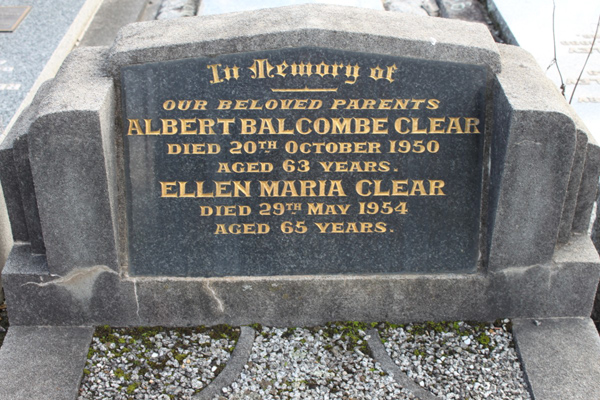 In Memory of
OUR BELOVED PARENTS
ALBERT BALCOMBE CLEAR
DIED 20TH OCTOBER 1950
AGED 63 YEARS.
ELLEN MARIA CLEAR
DIED 29TH MAY 1954
AGED 65 YEARS.